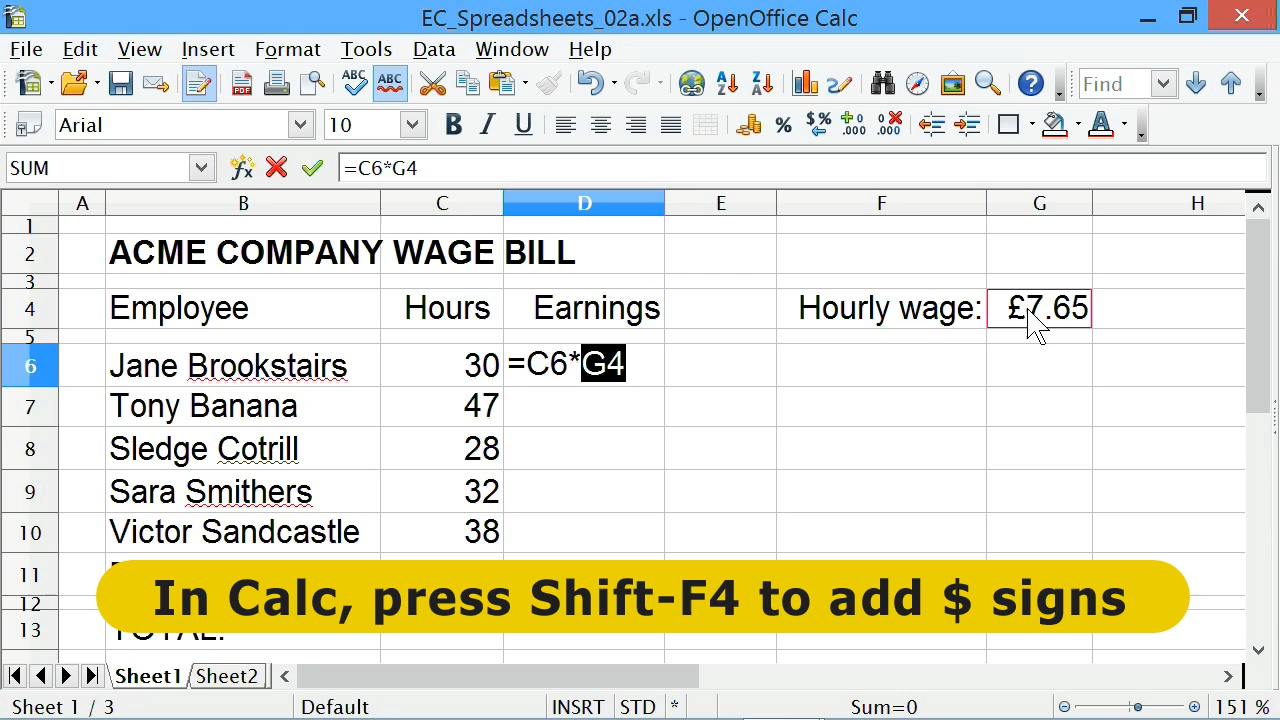 EC_Spreadsheets_02a.xls - OpenOffice Calc
File Edit View Insert Format Tools Data Window Help
Find
Arial 10
SUM =C6*G4
A B C D E F G H
1
2 ACME COMPANY WAGE BILL
3
4 Employee Hours Earnings Hourly wage: £7.65
5
6 Jane Brookstairs 30 =C6*G4
7 Tony Banana 47
8 Sledge Cotrill 28
9 Sara Smithers 32
10 Victor Sandcastle 38
11
In Calc, press Shift-F4 to add $ signs
12
13 TOTAL:
Sheet1 Sheet2
Sheet 1 / 3 Default INSRT STD * Sum=0 151 %